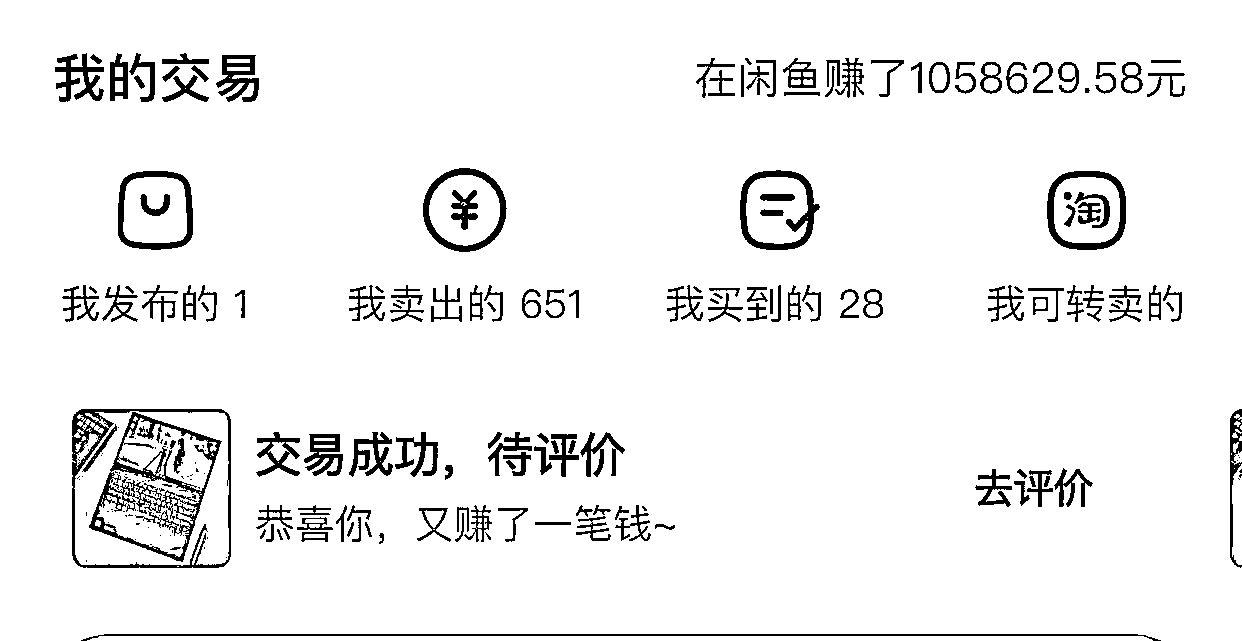 我的交易
在闲鱼赚了1058629.58元
淘
我发布的 1
我卖出的 651
我买到的 28
我可转卖的
交易成功，待评价
恭喜你，又赚了一笔钱~
去评价